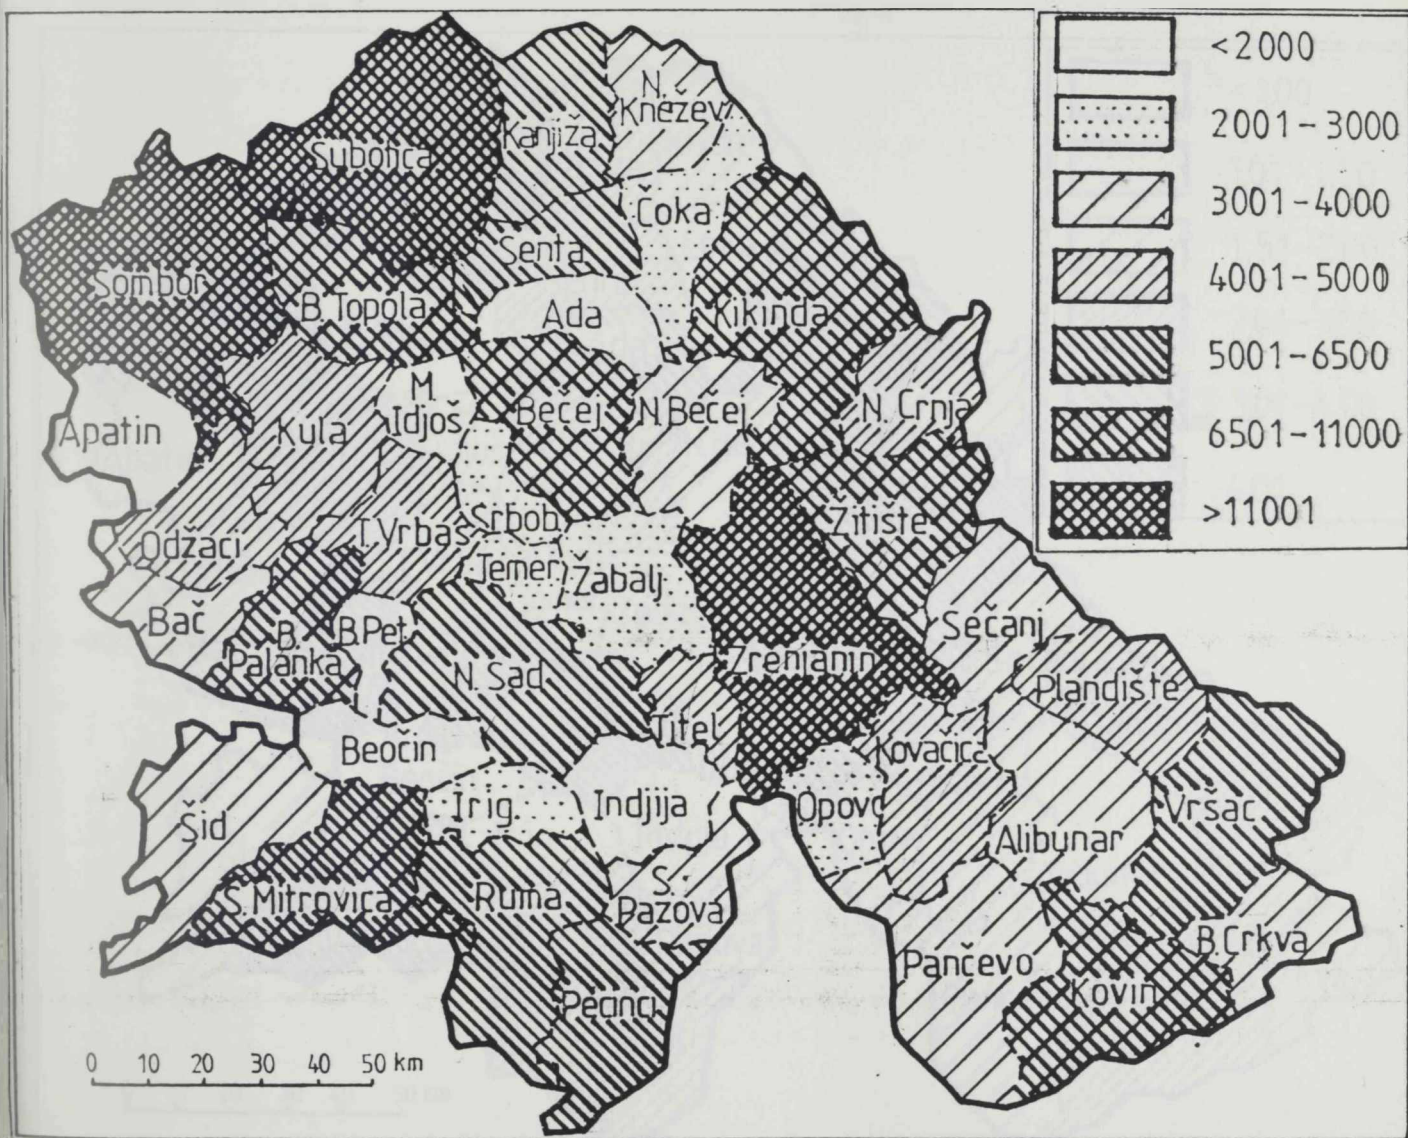 <2000
2001-3000
3001-4000
4001-5000
5001-6500
6501-11000
>11001
N.
Knežev
Kanjiža
Subotica
Čoka
Senta
Sombor
B. Topola
Ada
Kikinda
M.
Idjoš
Bečej
N. Bečej
N. Crnja
Apatin
Kula
Srbob.
Žitište
Odžaci
T. Vrbas
Temer
Žabalj
Bač
B. Pet.
Sečanj
B.
Palanka
N. Sad
Zrenjanin
Plandište
Titel
Beočin
Kovačica
Šid
Irig
Indjija
Opovo
Vršac
Alibunar
S. Mitrovica
Ruma
S.
Pazova
B. Crkva
Pančevo
Pećinci
Kovin
0 10 20 30 40 50 km